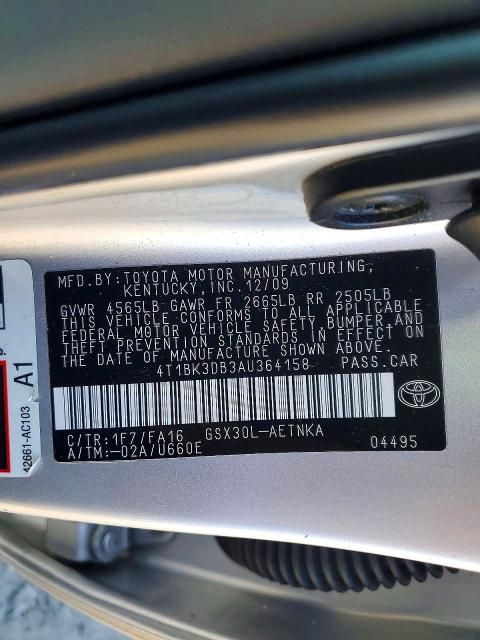 MFD.BY:TOYOTA MOTOR MANUFACTURING,
KENTUCKY, INC.12/09
GVWR 4565LB GAWR FR 2665LB RR 2505LB
THIS VEHICLE CONFORMS TO ALL APPLICABLE
FEDERAL MOTOR VEHICLE SAFETY, BUMPER, AND
THEFT PREVENTION STANDARDS IN EFFECT ON
THE DATE OF MANUFACTURE SHOWN ABOVE.
4T1BK3DB3AU364158 PASS.CAR
C/TR:1F7/FA16 GSX30L-AETNKA
A/TM:-02A/U660E 04495
A1
42661-AC103